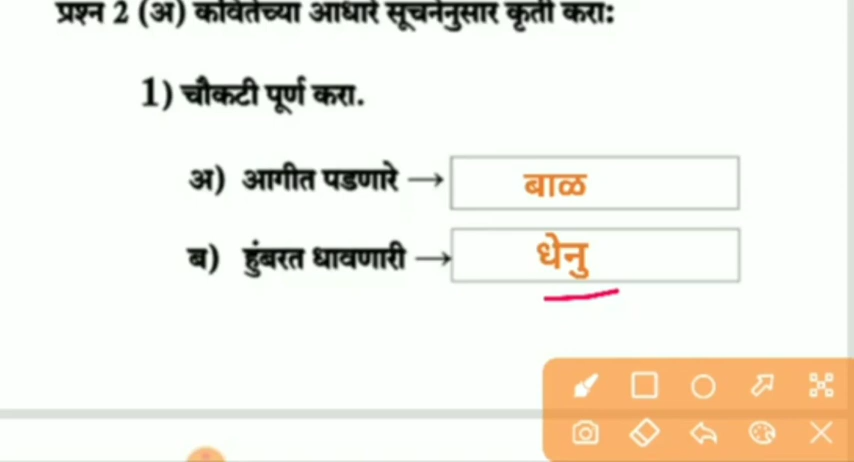 प्रश्न 2 (अ) कवितेच्या आधारे सूचनेनुसार कृती करा:
1) चौकटी पूर्ण करा.
अ) आगीत पडणारे → बाळ
ब) हुंबरत धावणारी → धेनु